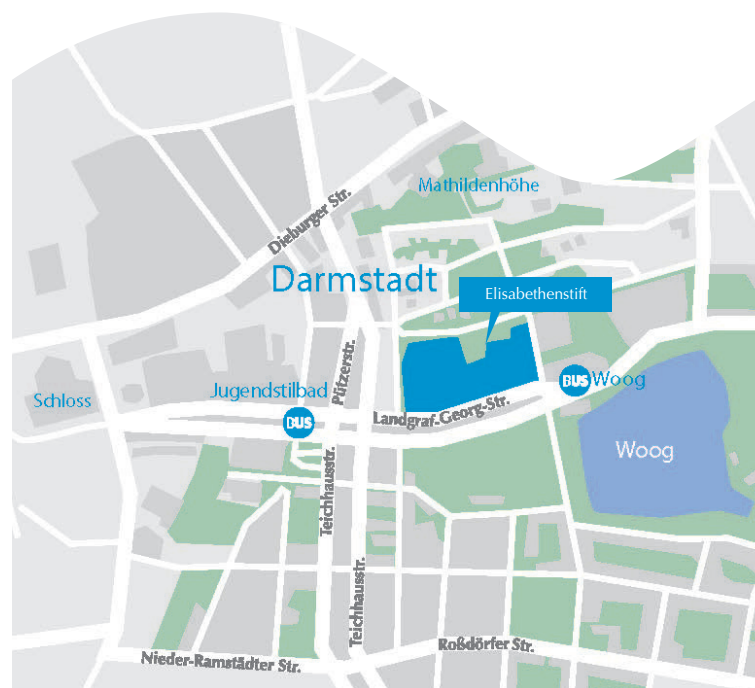 Mathildenhöhe
Dieburger Str.
Darmstadt
Elisabethenstift
Pützerstr.
BUS Woog
Jugendstilbad
Schloss
BUS
Landgraf-Georg-Str.
Woog
Teichhausstr.
Teichhausstr.
Roßdörfer Str.
Nieder-Ramstädter Str.